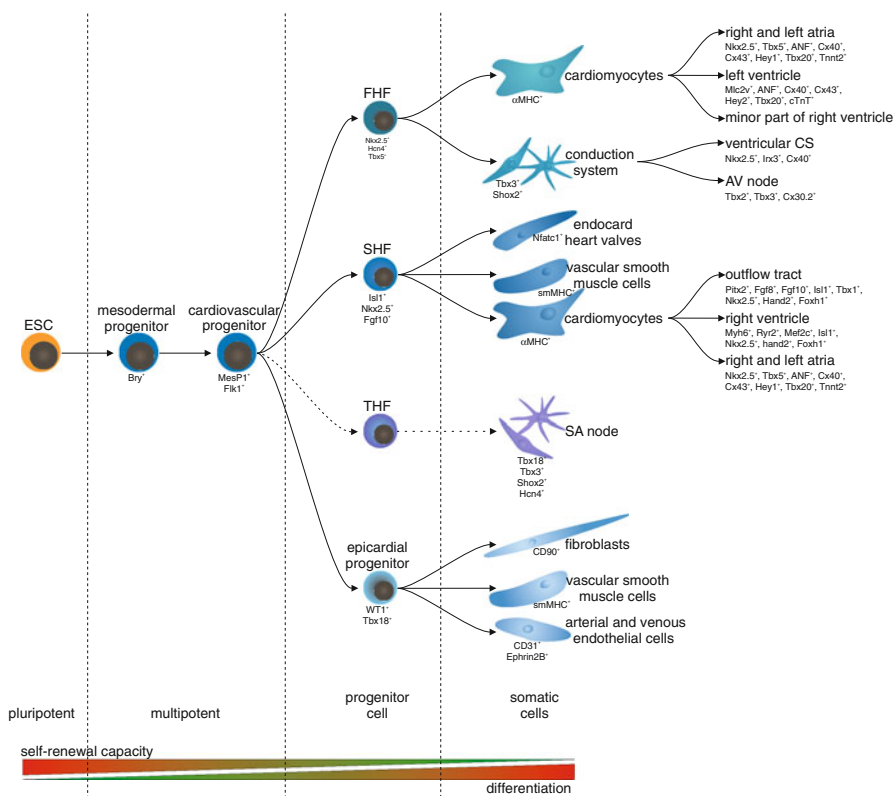 ESC
mesodermal
progenitor
Bry⁺
cardiovascular
progenitor
MesP1⁺
Flk1⁺
FHF
Nkx2.5⁺
Hcn4⁺
Tbx5⁺
αMHC⁺
cardiomyocytes
right and left atria
Nkx2.5⁺, Tbx5⁺, ANF⁺, Cx40⁺,
Cx43⁺, Hey1⁺, Tbx20⁺, Tnnt2⁺
left ventricle
Mlc2v⁺, ANF⁺, Cx40⁺, Cx43⁺,
Hey2⁺, Tbx20⁺, cTnT⁺
minor part of right ventricle
Tbx3⁺
Shox2⁺
conduction
system
ventricular CS
Nkx2.5⁺, Irx3⁺, Cx40⁺
AV node
Tbx2⁺, Tbx3⁺, Cx30.2⁺
SHF
Isl1⁺
Nkx2.5⁺
Fgf10⁺
Nfatc1⁺
endocard
heart valves
smMHC⁺
vascular smooth
muscle cells
αMHC⁺
cardiomyocytes
outflow tract
Pitx2⁺, Fgf8⁺, Fgf10⁺, Isl1⁺, Tbx1⁺,
Nkx2.5⁺, Hand2⁺, Foxh1⁺
right ventricle
Myh6⁺, Ryr2⁺, Mef2c⁺, Isl1⁺,
Nkx2.5⁺, hand2⁺, Foxh1⁺
right and left atria
Nkx2.5⁺, Tbx5⁺, ANF⁺, Cx40⁺,
Cx43⁺, Hey1⁺, Tbx20⁺, Tnnt2⁺
THF
SA node
Tbx18⁺
Tbx3⁺
Shox2⁺
Hcn4⁺
epicardial
progenitor
WT1⁺
Tbx18⁺
CD90⁺
fibroblasts
smMHC⁺
vascular smooth
muscle cells
CD31⁺
Ephrin2B⁺
arterial and venous
endothelial cells
pluripotent
multipotent
progenitor
cell
somatic
cells
self-renewal capacity
differentiation